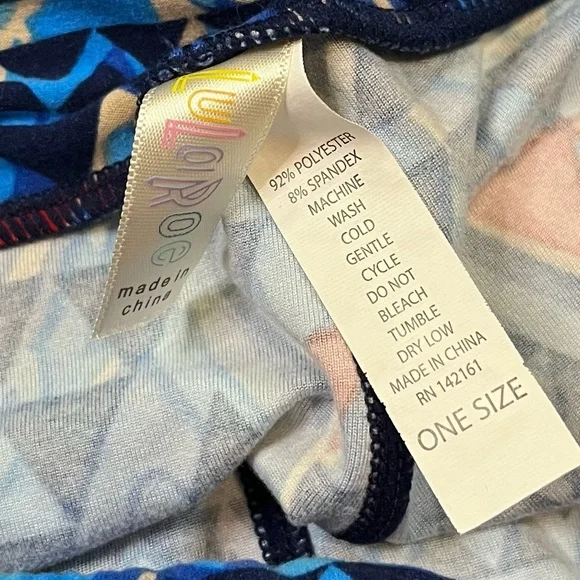 LuLaRoe
made in
china
92% POLYESTER
8% SPANDEX
MACHINE
WASH
COLD
GENTLE
CYCLE
DO NOT
BLEACH
TUMBLE
DRY LOW
MADE IN CHINA
RN 142161
ONE SIZE